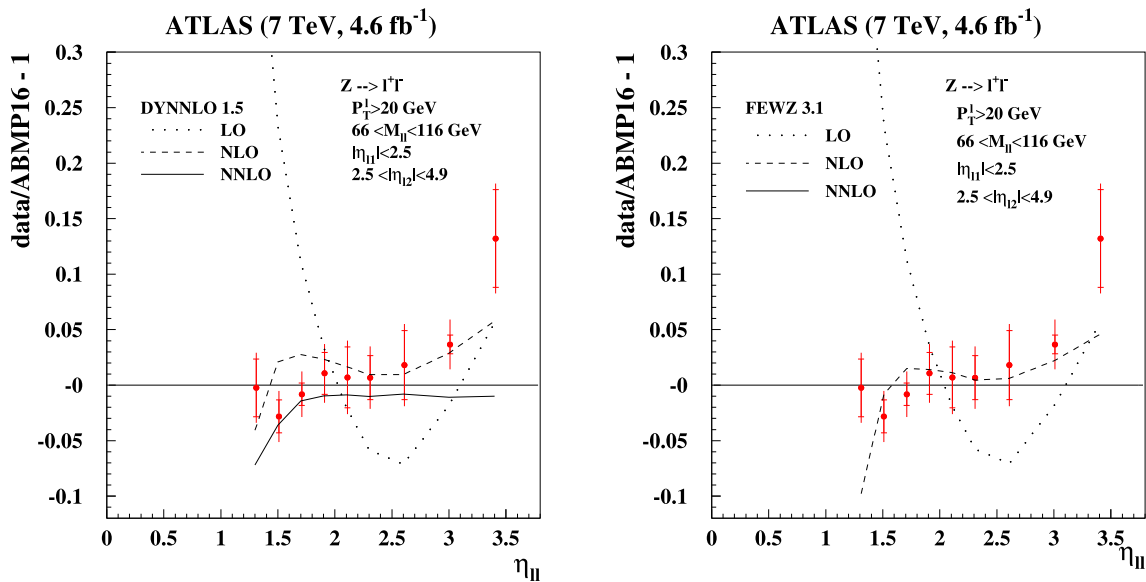 ATLAS (7 TeV, 4.6 fb⁻¹)
data/ABMP16 - 1
0.3
0.25
0.2
0.15
0.1
0.05
-0
-0.05
-0.1
DYNNLO 1.5
LO
NLO
NNLO
Z --> l⁺l⁻
P_T^l>20 GeV
66 <M_ll<116 GeV
|η_l1|<2.5
2.5 <|η_l2|<4.9
0 0.5 1 1.5 2 2.5 3 3.5
η_ll
ATLAS (7 TeV, 4.6 fb⁻¹)
data/ABMP16 - 1
0.3
0.25
0.2
0.15
0.1
0.05
-0
-0.05
-0.1
FEWZ 3.1
LO
NLO
NNLO
Z --> l⁺l⁻
P_T^l>20 GeV
66 <M_ll<116 GeV
|η_l1|<2.5
2.5 <|η_l2|<4.9
0 0.5 1 1.5 2 2.5 3 3.5
η_ll